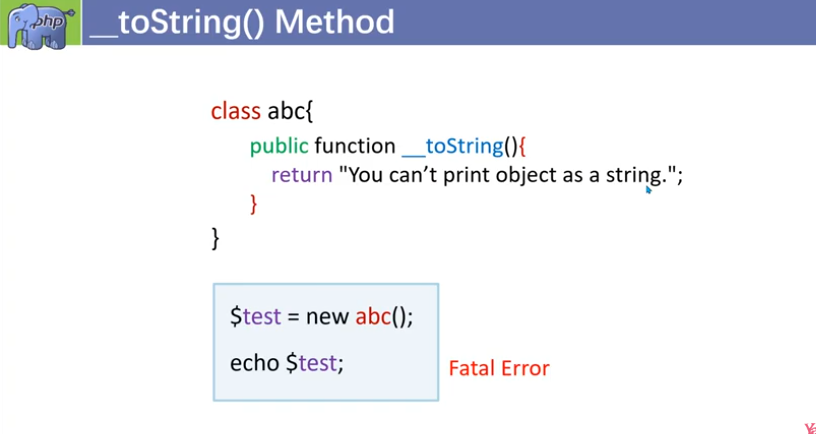 php
__toString() Method
class abc{
public function __toString(){
return "You can’t print object as a string.";
}
}
$test = new abc();
echo $test;
Fatal Error